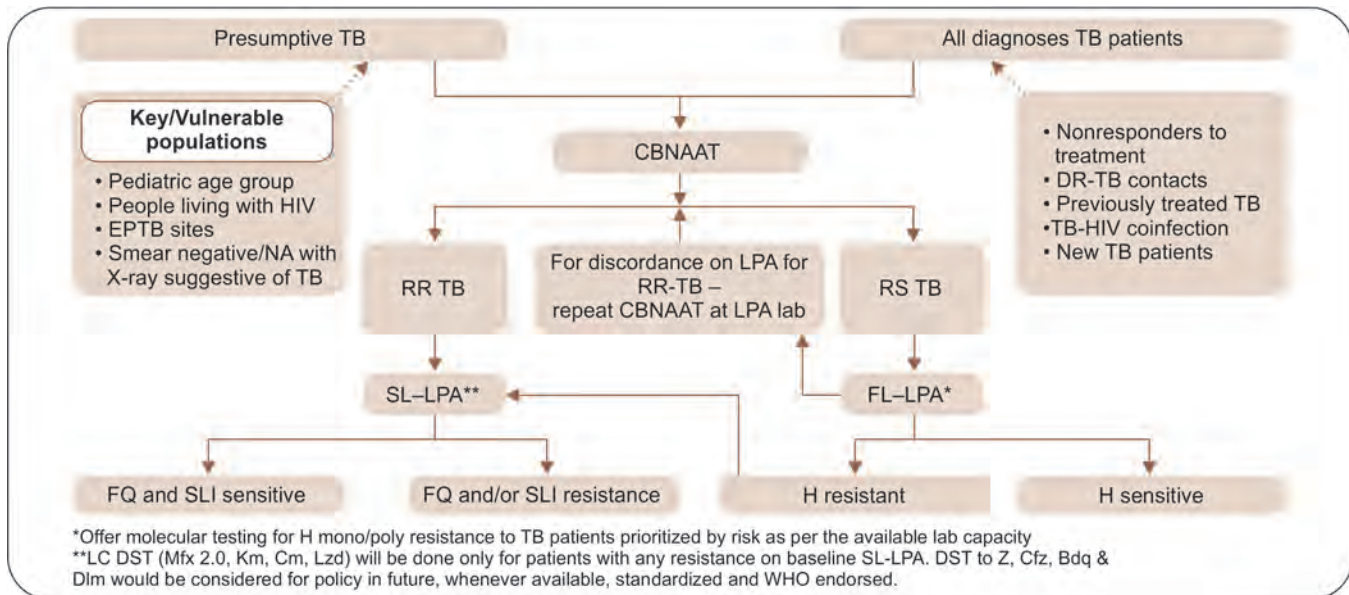 Presumptive TB
All diagnoses TB patients
Key/Vulnerable
populations
• Pediatric age group
• People living with HIV
• EPTB sites
• Smear negative/NA with
X-ray suggestive of TB
CBNAAT
• Nonresponders to
treatment
• DR-TB contacts
• Previously treated TB
•TB-HIV coinfection
• New TB patients
RR TB
For discordance on LPA for
RR-TB –
repeat CBNAAT at LPA lab
RS TB
SL–LPA**
FL–LPA*
FQ and SLI sensitive
FQ and/or SLI resistance
H resistant
H sensitive
*Offer molecular testing for H mono/poly resistance to TB patients prioritized by risk as per the available lab capacity
**LC DST (Mfx 2.0, Km, Cm, Lzd) will be done only for patients with any resistance on baseline SL-LPA. DST to Z, Cfz, Bdq &
Dlm would be considered for policy in future, whenever available, standardized and WHO endorsed.